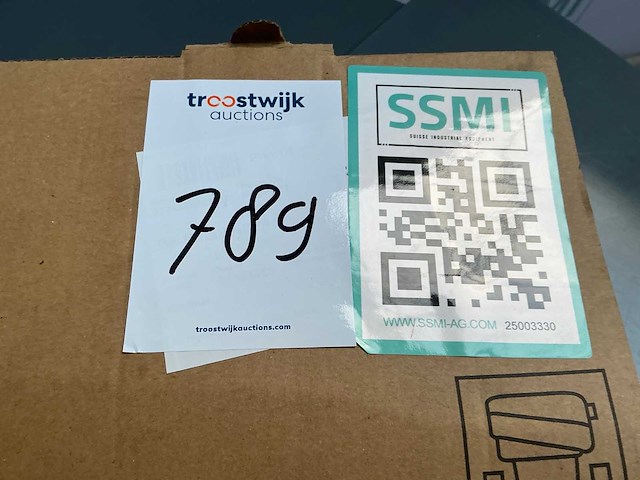 troostwijk
auctions
789
troostwijkauctions.com
SSMI
SUISSE INDUSTRIAL EQUIPMENT
WWW.SSMI-AG.COM 25003330